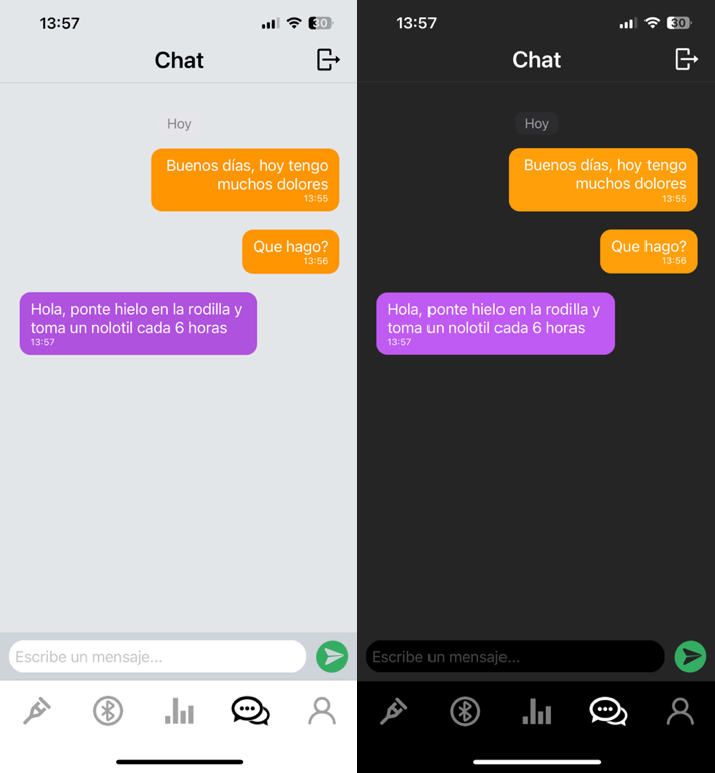 13:57
30
Chat
Hoy
Buenos días, hoy tengo
muchos dolores
13:55
Que hago?
13:56
Hola, ponte hielo en la rodilla y
toma un nolotil cada 6 horas
13:57
Escribe un mensaje...
13:57
30
Chat
Hoy
Buenos días, hoy tengo
muchos dolores
13:55
Que hago?
13:56
Hola, ponte hielo en la rodilla y
toma un nolotil cada 6 horas
13:57
Escribe un mensaje...